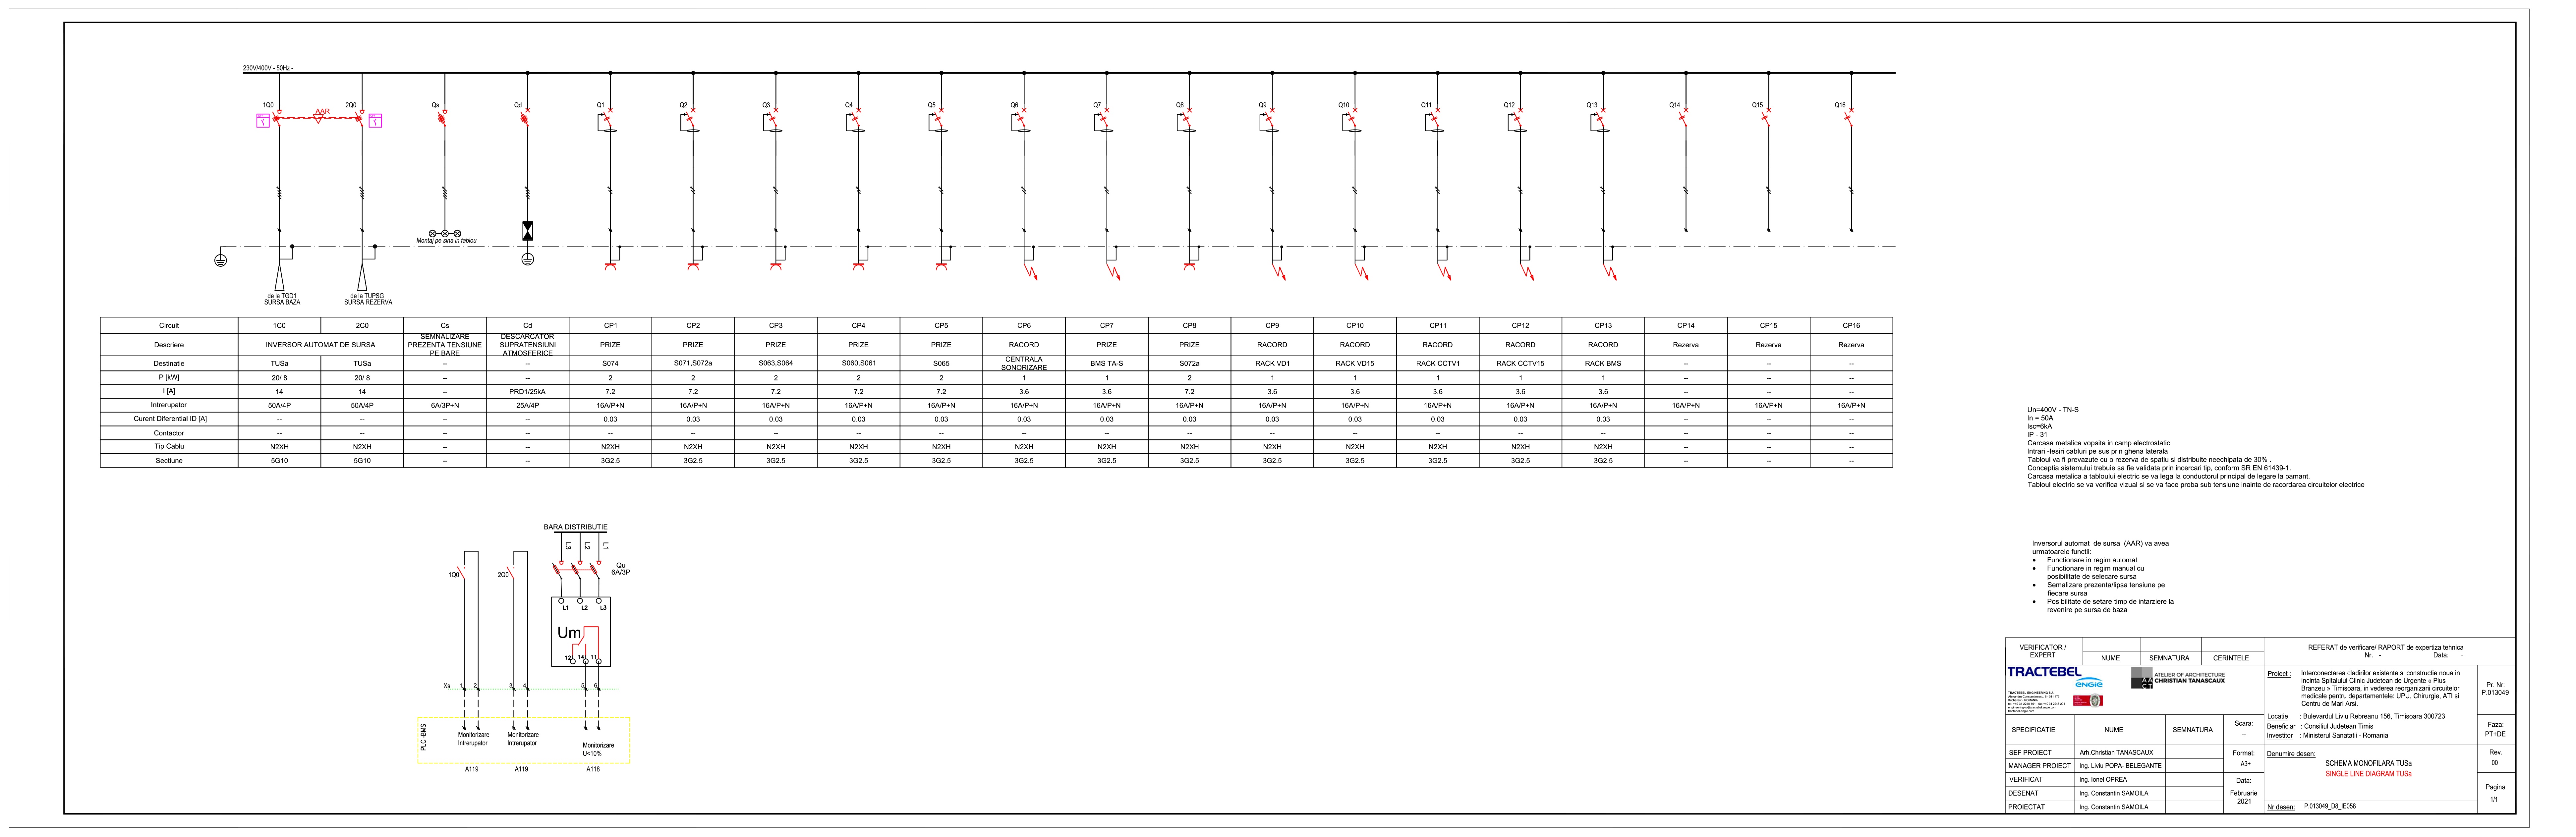 230V/400V - 50Hz -
1Q0
AAR
2Q0
Qs
Qd
Q1
Q2
Q3
Q4
Q5
Q6
Q7
Q8
Q9
Q10
Q11
Q12
Q13
Q14
Q15
Q16
Montaj pe sina in tablou
de la TGD1
SURSA BAZA
de la TUPSG
SURSA REZERVA
Circuit 1C0 2C0 Cs Cd CP1 CP2 CP3 CP4 CP5 CP6 CP7 CP8 CP9 CP10 CP11 CP12 CP13 CP14 CP15 CP16
Descriere INVERSOR AUTOMAT DE SURSA SEMNALIZARE PREZENTA TENSIUNE PE BARE DESCARCATOR SUPRATENSIUNI ATMOSFERICE PRIZE PRIZE PRIZE PRIZE PRIZE RACORD PRIZE PRIZE RACORD RACORD RACORD RACORD RACORD Rezerva Rezerva Rezerva
Destinatie TUSa TUSa -- -- S074 S071,S072a S063,S064 S060,S061 S065 CENTRALA SONORIZARE BMS TA-S S072a RACK VD1 RACK VD15 RACK CCTV1 RACK CCTV15 RACK BMS -- -- --
P [kW] 20/ 8 20/ 8 -- -- 2 2 2 2 2 1 1 2 1 1 1 1 1 -- -- --
I [A] 14 14 -- PRD1/25kA 7.2 7.2 7.2 7.2 7.2 3.6 3.6 7.2 3.6 3.6 3.6 3.6 3.6 -- -- --
Intrerupator 50A/4P 50A/4P 6A/3P+N 25A/4P 16A/P+N 16A/P+N 16A/P+N 16A/P+N 16A/P+N 16A/P+N 16A/P+N 16A/P+N 16A/P+N 16A/P+N 16A/P+N 16A/P+N 16A/P+N 16A/P+N 16A/P+N 16A/P+N
Curent Diferential ID [A] -- -- -- -- 0.03 0.03 0.03 0.03 0.03 0.03 0.03 0.03 0.03 0.03 0.03 0.03 0.03 -- -- --
Contactor -- -- -- -- -- -- -- -- -- -- -- -- -- -- -- -- -- -- -- --
Tip Cablu N2XH N2XH -- -- N2XH N2XH N2XH N2XH N2XH N2XH N2XH N2XH N2XH N2XH N2XH N2XH N2XH -- -- --
Sectiune 5G10 5G10 -- -- 3G2.5 3G2.5 3G2.5 3G2.5 3G2.5 3G2.5 3G2.5 3G2.5 3G2.5 3G2.5 3G2.5 3G2.5 3G2.5 -- -- --
Un=400V - TN-S
In = 50A
Isc=6kA
IP - 31
Carcasa metalica vopsita in camp electrostatic
Intrari -Iesiri cabluri pe sus prin ghena laterala
Tabloul va fi prevazute cu o rezerva de spatiu si distribuite neechipata de 30% .
Conceptia sistemului trebuie sa fie validata prin incercari tip, conform SR EN 61439-1.
Carcasa metalica a tabloului electric se va lega la conductorul principal de legare la pamant.
Tabloul electric se va verifica vizual si se va face proba sub tensiune inainte de racordarea circuitelor electrice
BARA DISTRIBUTIE
L3 L2 L1
1Q0
2Q0
Qu
6A/3P
L1 L2 L3
Um
12 14 11
Xs 1 2 3 4 5 6
PLC -BMS
Monitorizare
Intrerupator
Monitorizare
Intrerupator
Monitorizare
U<10%
A119
A119
A118
Inversorul automat de sursa (AAR) va avea
urmatoarele functii:
• Functionare in regim automat
• Functionare in regim manual cu
posibilitate de selecare sursa
• Semalizare prezenta/lipsa tensiune pe
fiecare sursa
• Posibilitate de setare timp de intarziere la
revenire pe sursa de baza
VERIFICATOR /
EXPERT
NUME
SEMNATURA
CERINTELE
REFERAT de verificare/ RAPORT de expertiza tehnica
Nr. - Data: -
TRACTEBEL
ENGIE
TRACTEBEL ENGINEERING S.A
ATELIER OF ARCHITECTURE
CHRISTIAN TANASCAUX
Proiect : Interconectarea cladirilor existente si constructie noua in
incinta Spitalului Clinic Judetean de Urgente « Pius
Branzeu » Timisoara, in vederea reorganizarii circuitelor
medicale pentru departamentele: UPU, Chirurgie, ATI si
Centru de Mari Arsi.
Pr. Nr:
P.013049
Locatie : Bulevardul Liviu Rebreanu 156, Timisoara 300723
Beneficiar : Consiliul Judetean Timis
Investitor : Ministerul Sanatatii - Romania
Faza:
PT+DE
SPECIFICATIE
NUME
SEMNATURA
Scara:
--
SEF PROIECT Arh.Christian TANASCAUX
MANAGER PROIECT Ing. Liviu POPA- BELEGANTE
VERIFICAT Ing. Ionel OPREA
DESENAT Ing. Constantin SAMOILA
PROIECTAT Ing. Constantin SAMOILA
Format:
A3+
Data:
Februarie
2021
Denumire desen:
SCHEMA MONOFILARA TUSa
SINGLE LINE DIAGRAM TUSa
Rev.
00
Pagina
1/1
Nr desen: P.013049_D8_IE058